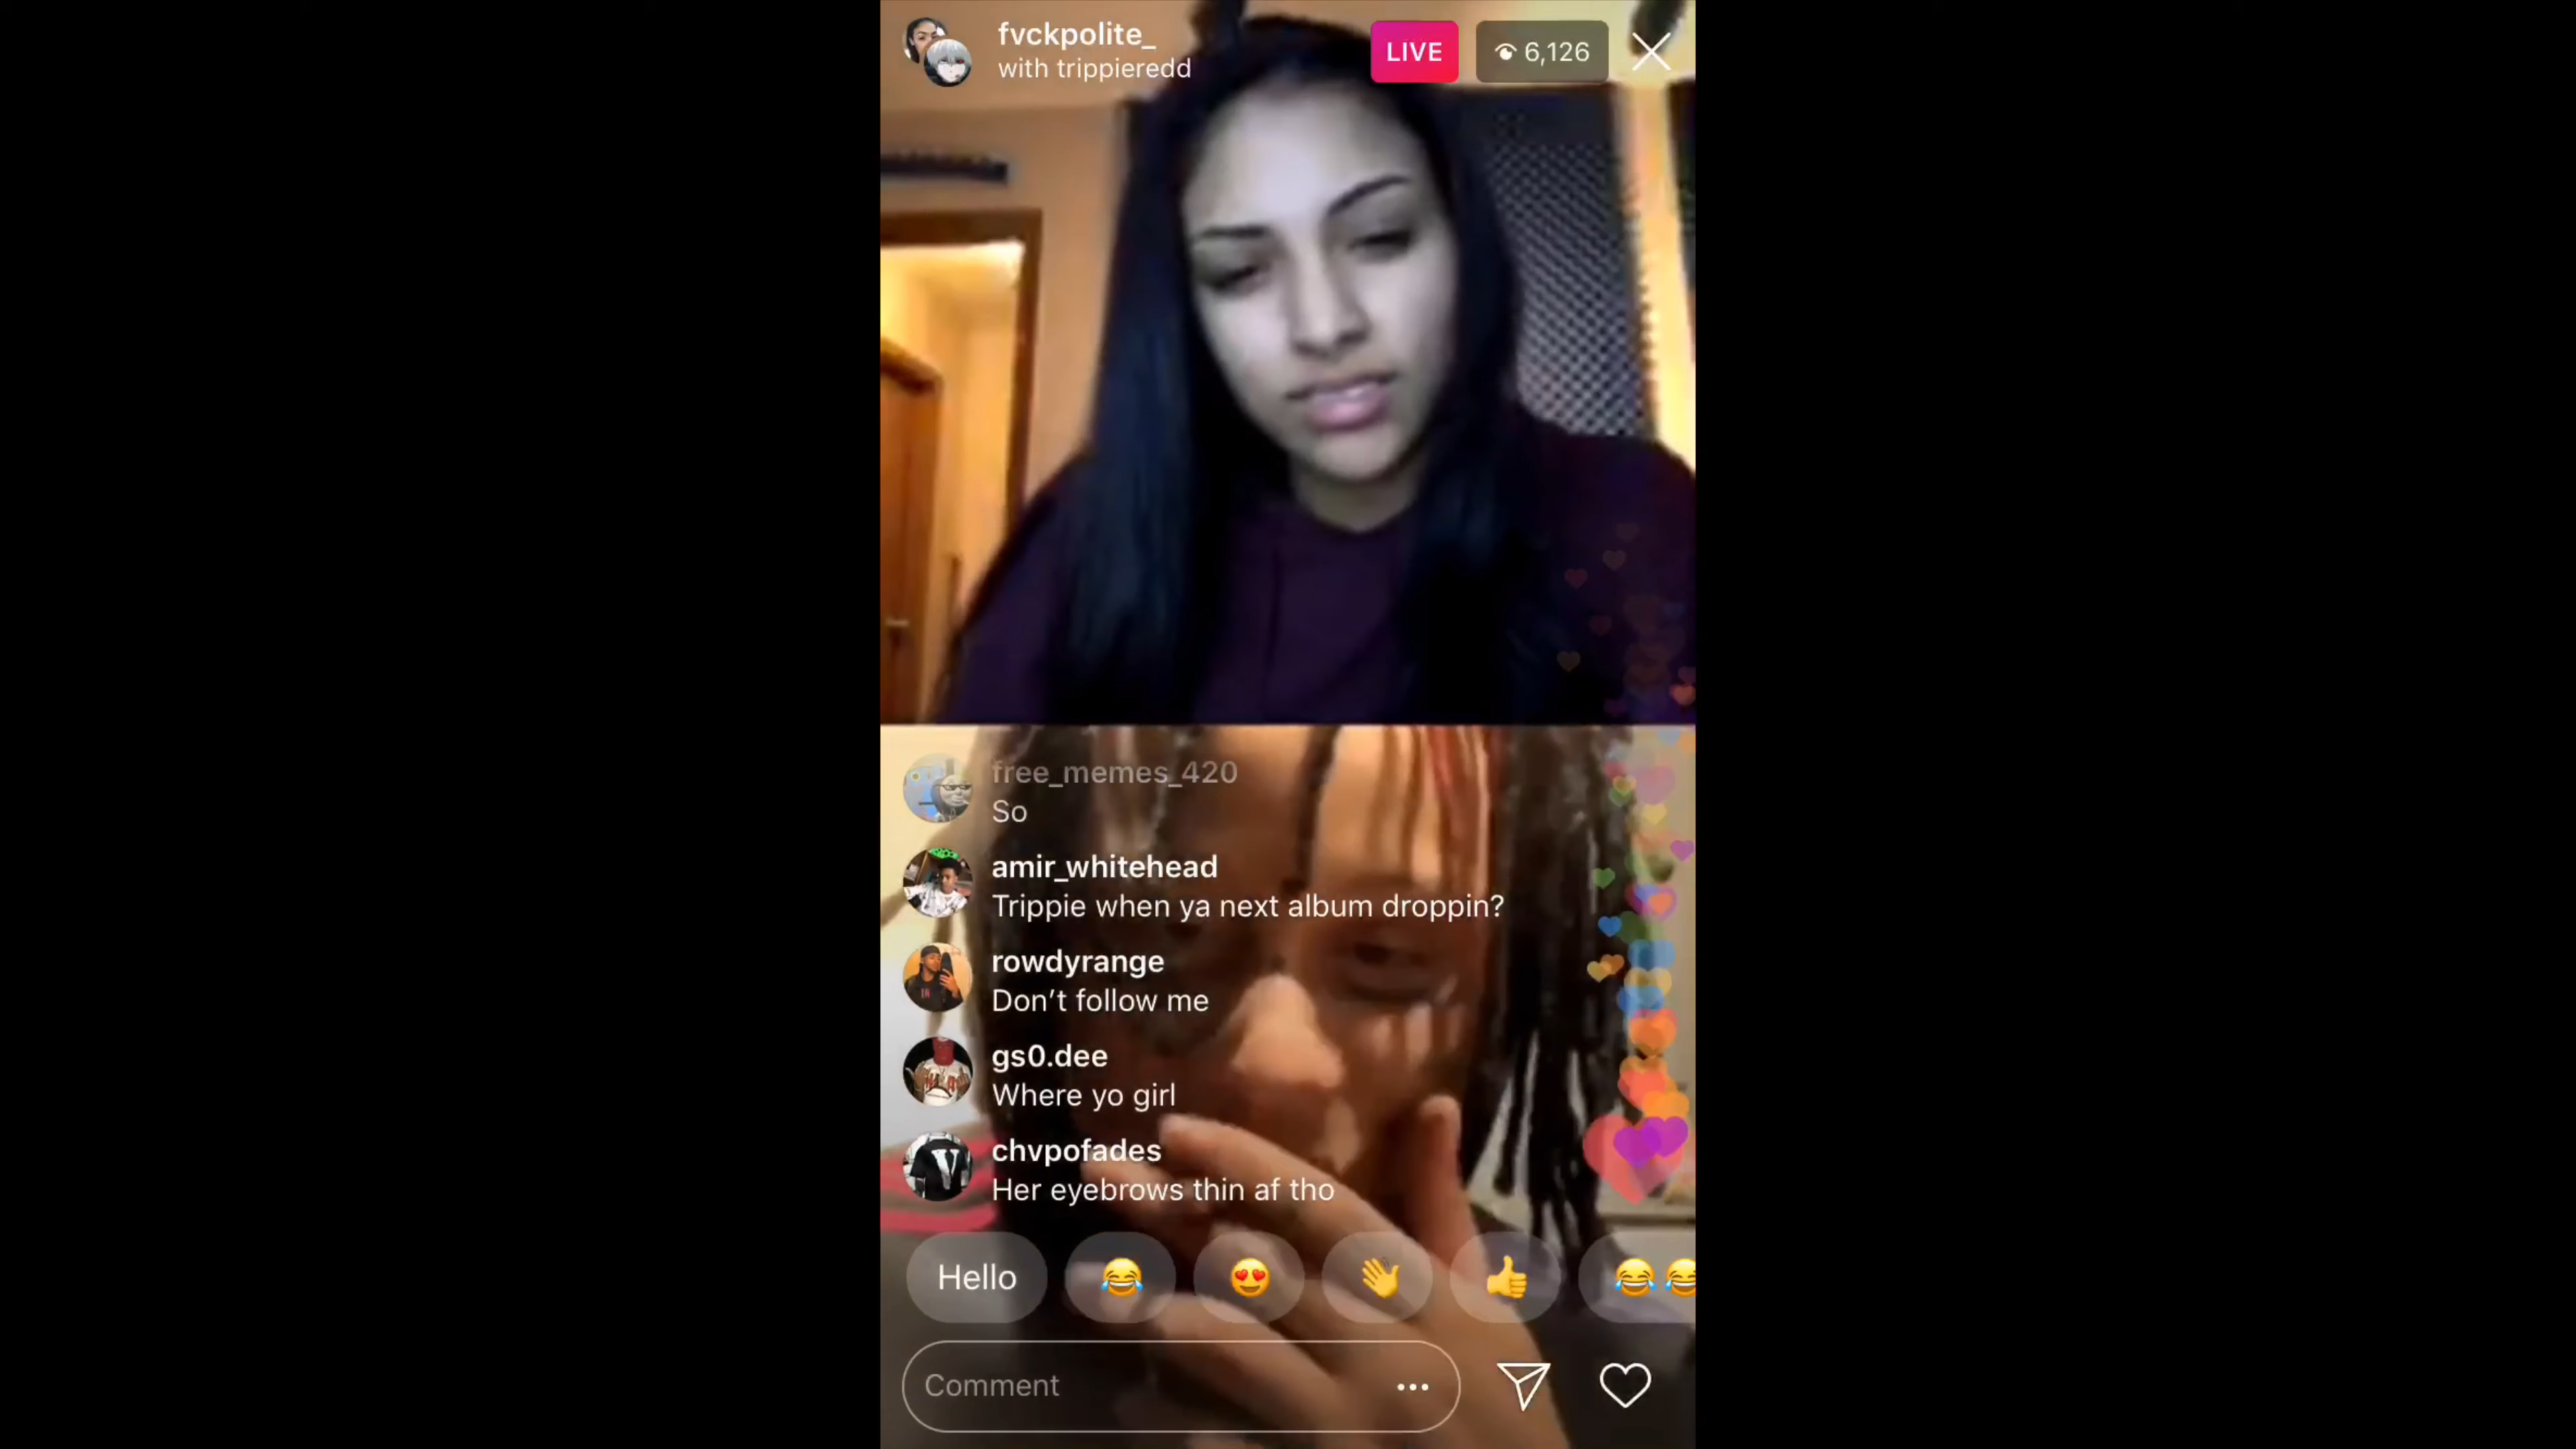 fvckpolite_
with trippieredd
LIVE
6,126
free_memes_420
So
amir_whitehead
Trippie when ya next album droppin?
rowdyrange
Don’t follow me
gs0.dee
Where yo girl
chvpofades
Her eyebrows thin af tho
Hello
Comment